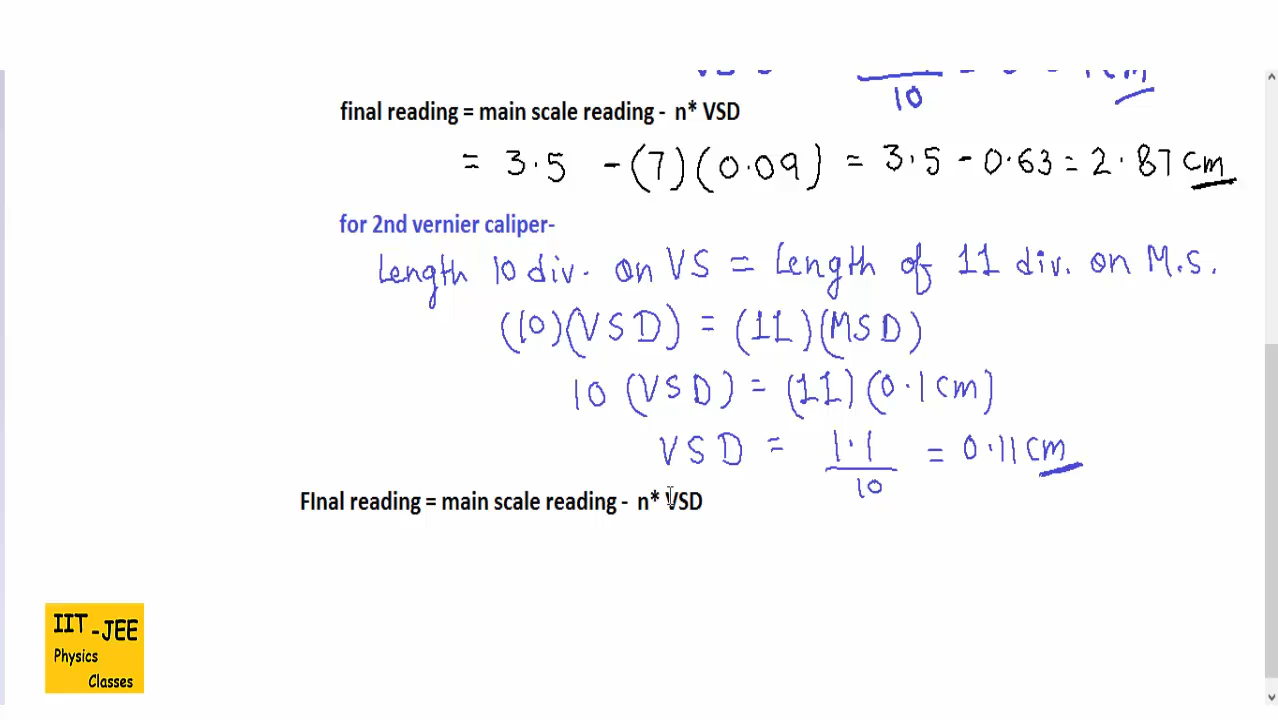 10
final reading = main scale reading - n* VSD
= 3.5 - (7)(0.09) = 3.5 - 0.63 = 2.87 cm
for 2nd vernier caliper-
Length 10 div. on VS = Length of 11 div. on M.S.
(10)(VSD) = (11)(MSD)
10 (VSD) = (11)(0.1cm)
VSD = 1.1/10 = 0.11 cm
FInal reading = main scale reading - n* VSD
IIT -JEE
Physics
Classes